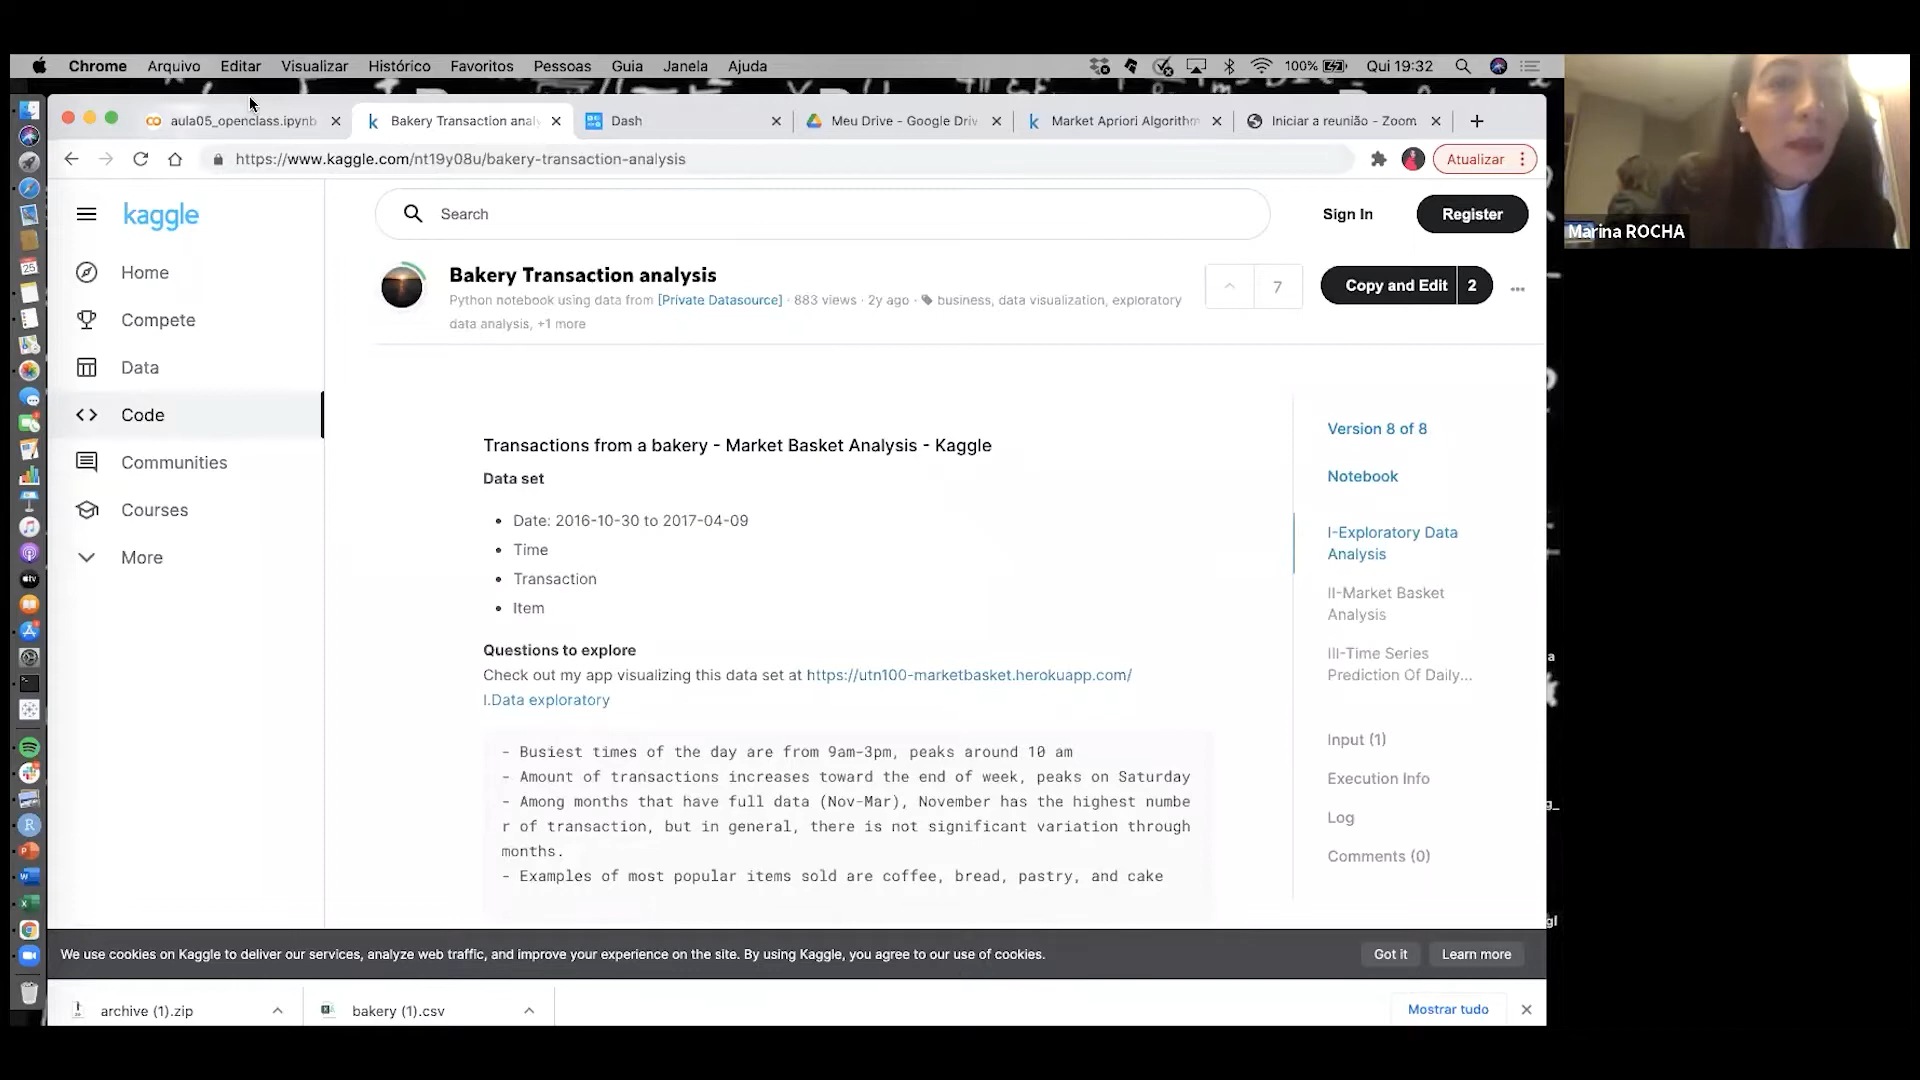 Chrome Arquivo Editar Visualizar Histórico Favoritos Pessoas Guia Janela Ajuda 100% Qui 19:32
aula05_openclass.ipynb Bakery Transaction anal Dash Meu Drive - Google Driv Market Apriori Algorithm Iniciar a reunião - Zoom
https://www.kaggle.com/nt19y08u/bakery-transaction-analysis Atualizar
kaggle
Search
Sign In
Register
Home
Compete
Data
Code
Communities
Courses
More
Bakery Transaction analysis
Python notebook using data from [Private Datasource] · 883 views · 2y ago · business, data visualization, exploratory
data analysis, +1 more
7
Copy and Edit 2
Transactions from a bakery - Market Basket Analysis - Kaggle
Data set
• Date: 2016-10-30 to 2017-04-09
• Time
• Transaction
• Item
Questions to explore
Check out my app visualizing this data set at https://utn100-marketbasket.herokuapp.com/
I.Data exploratory
- Busiest times of the day are from 9am-3pm, peaks around 10 am
- Amount of transactions increases toward the end of week, peaks on Saturday
- Among months that have full data (Nov-Mar), November has the highest numbe
r of transaction, but in general, there is not significant variation through
months.
- Examples of most popular items sold are coffee, bread, pastry, and cake
Version 8 of 8
Notebook
I-Exploratory Data
Analysis
II-Market Basket
Analysis
III-Time Series
Prediction Of Daily...
Input (1)
Execution Info
Log
Comments (0)
We use cookies on Kaggle to deliver our services, analyze web traffic, and improve your experience on the site. By using Kaggle, you agree to our use of cookies.
Got it
Learn more
archive (1).zip
bakery (1).csv
Mostrar tudo
Marina ROCHA